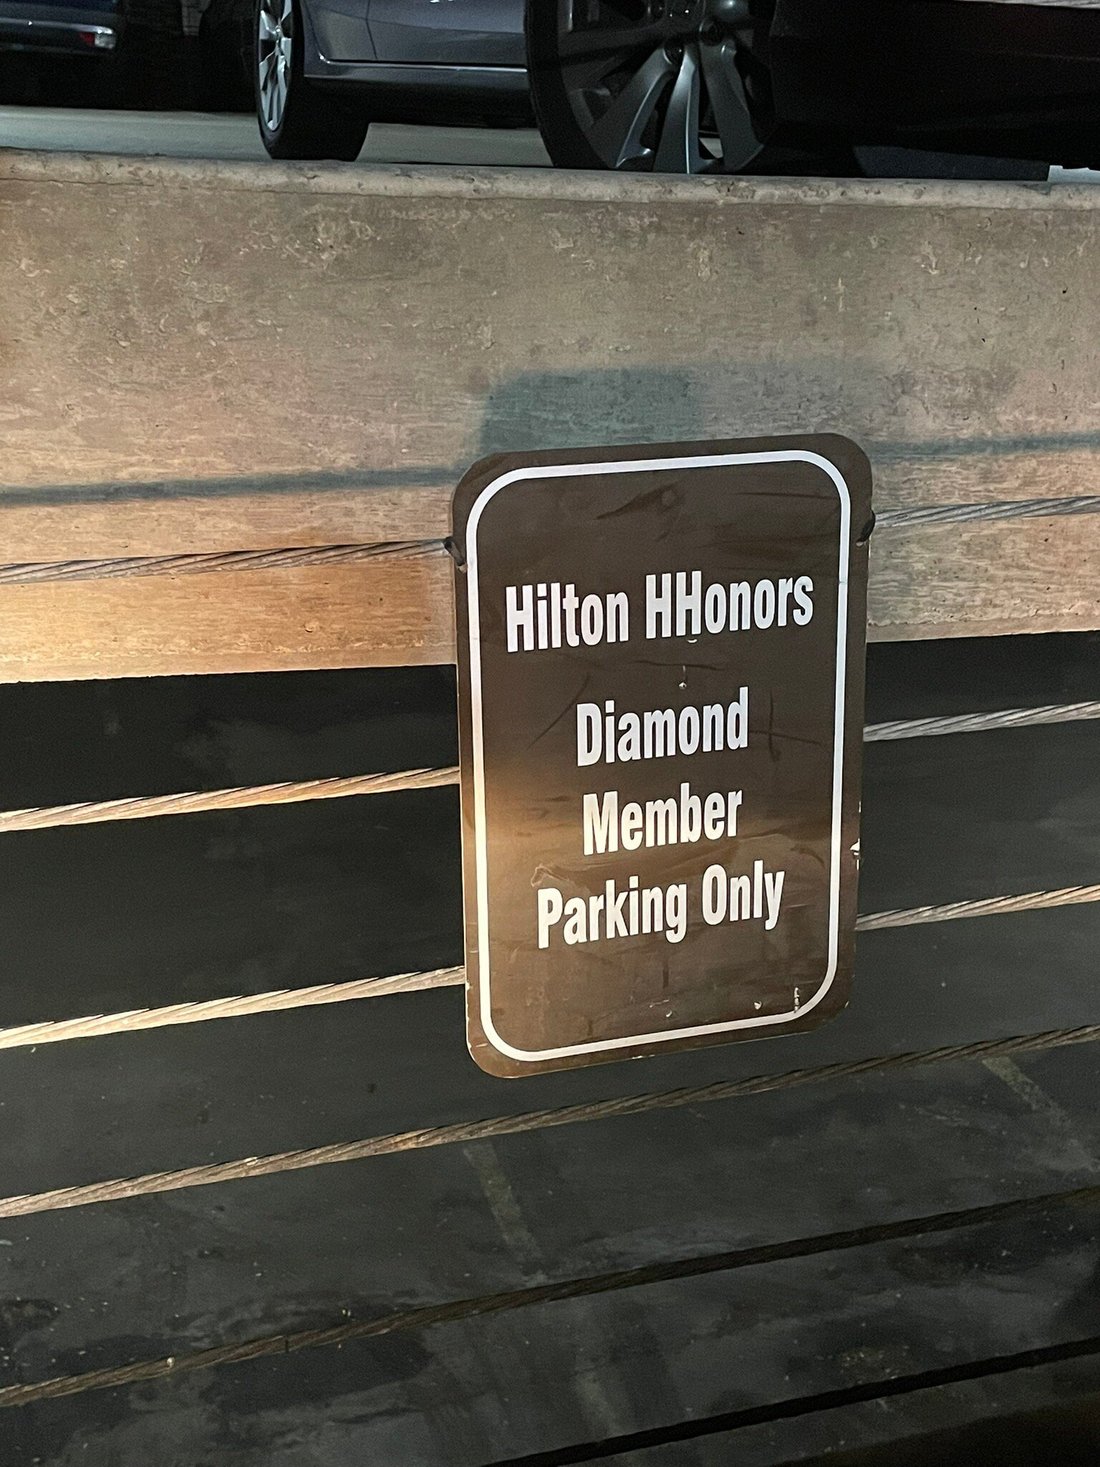 Hilton HHonors
Diamond
Member
Parking Only